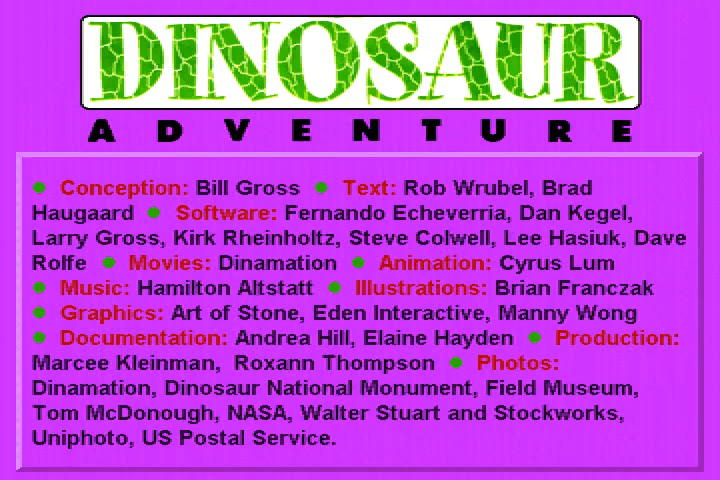 DINOSAUR
ADVENTURE
● Conception: Bill Gross ● Text: Rob Wrubel, Brad
Haugaard ● Software: Fernando Echeverria, Dan Kegel,
Larry Gross, Kirk Rheinholtz, Steve Colwell, Lee Hasiuk, Dave
Rolfe ● Movies: Dinamation ● Animation: Cyrus Lum
● Music: Hamilton Altstatt ● Illustrations: Brian Franczak
● Graphics: Art of Stone, Eden Interactive, Manny Wong
● Documentation: Andrea Hill, Elaine Hayden ● Production:
Marcee Kleinman, Roxann Thompson ● Photos:
Dinamation, Dinosaur National Monument, Field Museum,
Tom McDonough, NASA, Walter Stuart and Stockworks,
Uniphoto, US Postal Service.